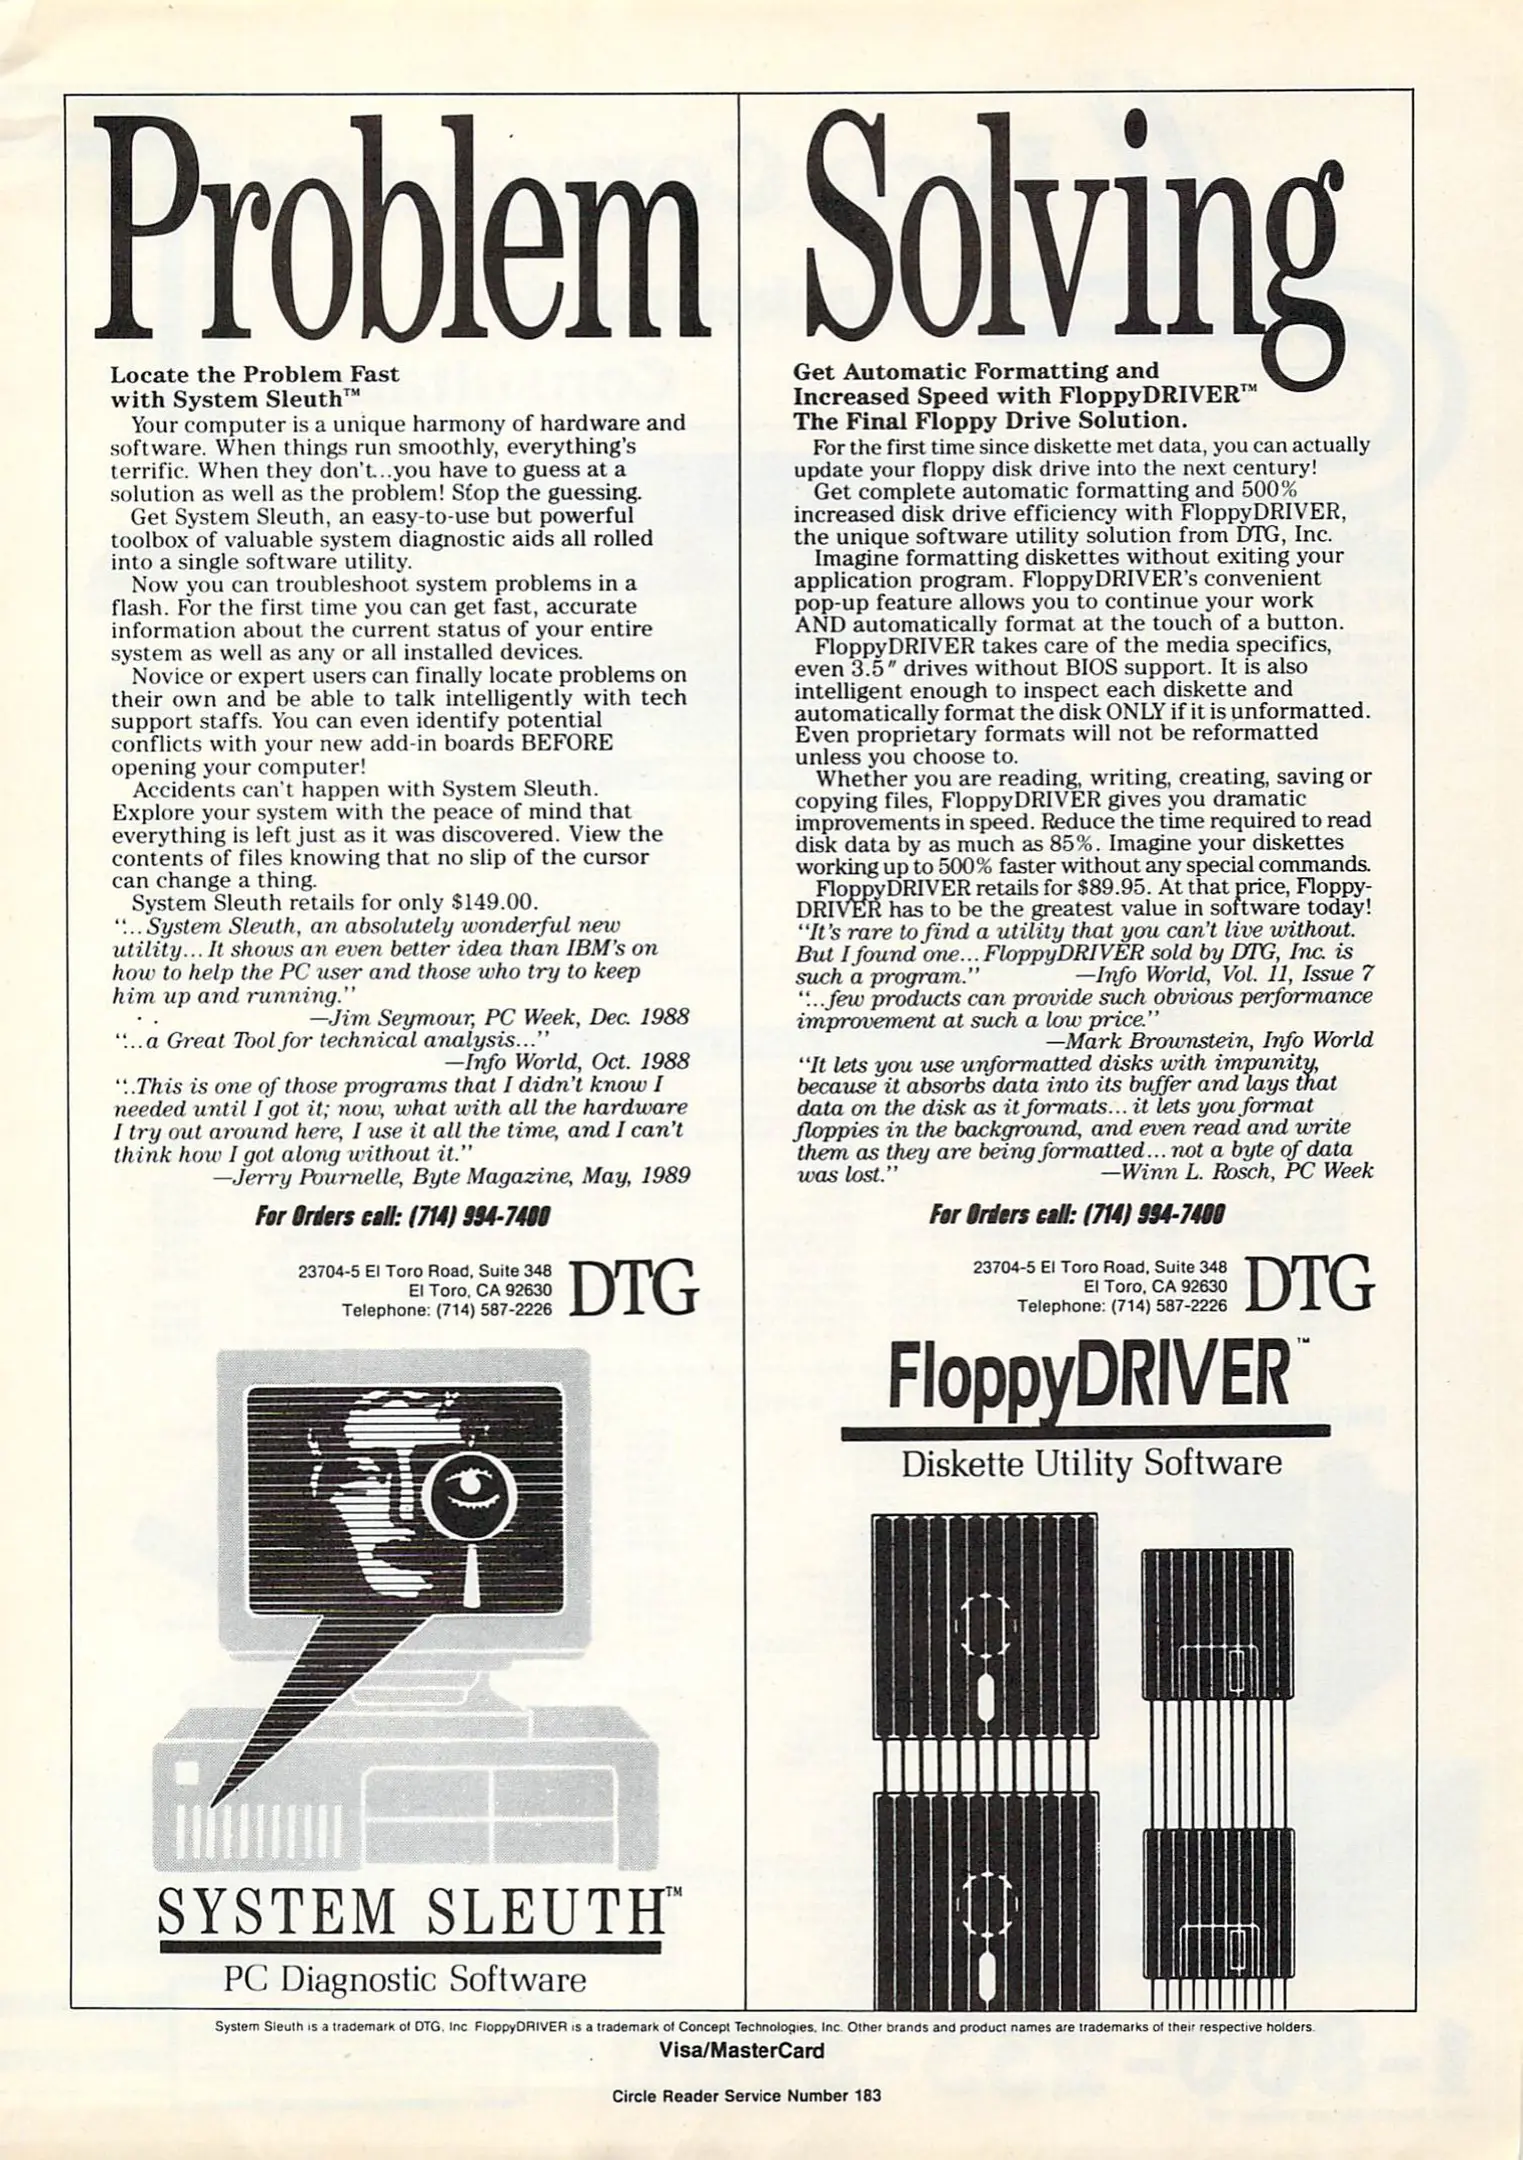 Problem
Locate the Problem Fast
with System Sleuth™
Your computer is a unique harmony of hardware and
software. When things run smoothly, everything's
terrific. When they don't...you have to guess at a
solution as well as the problem! Stop the guessing.
Get System Sleuth, an easy-to-use but powerful
toolbox of valuable system diagnostic aids all rolled
into a single software utility.
Now you can troubleshoot system problems in a
flash. For the first time you can get fast, accurate
information about the current status of your entire
system as well as any or all installed devices.
Novice or expert users can finally locate problems on
their own and be able to talk intelligently with tech
support staffs. You can even identify potential
conflicts with your new add-in boards BEFORE
opening your computer!
Accidents can't happen with System Sleuth.
Explore your system with the peace of mind that
everything is left just as it was discovered. View the
contents of files knowing that no slip of the cursor
can change a thing.
System Sleuth retails for only $149.00.
"...System Sleuth, an absolutely wonderful new
utility...It shows an even better idea than IBM's on
how to help the PC user and those who try to keep
him up and running."
—Jim Seymour, PC Week, Dec. 1988
"...a Great Tool for technical analysis..."
—Info World, Oct. 1988
"..This is one of those programs that I didn't know I
needed until I got it; now, what with all the hardware
I try out around here, I use it all the time, and I can't
think how I got along without it."
—Jerry Pournelle, Byte Magazine, May, 1989
For Orders call: (714) 994-7400
23704-5 El Toro Road, Suite 348
El Toro, CA 92630
Telephone: (714) 587-2226
DTG
SYSTEM SLEUTH™
PC Diagnostic Software
Solving
Get Automatic Formatting and
Increased Speed with FloppyDRIVER™
The Final Floppy Drive Solution.
For the first time since diskette met data, you can actually
update your floppy disk drive into the next century!
Get complete automatic formatting and 500%
increased disk drive efficiency with FloppyDRIVER,
the unique software utility solution from DTG, Inc.
Imagine formatting diskettes without exiting your
application program. FloppyDRIVER's convenient
pop-up feature allows you to continue your work
AND automatically format at the touch of a button.
FloppyDRIVER takes care of the media specifics,
even 3.5" drives without BIOS support. It is also
intelligent enough to inspect each diskette and
automatically format the disk ONLY if it is unformatted.
Even proprietary formats will not be reformatted
unless you choose to.
Whether you are reading, writing, creating, saving or
copying files, FloppyDRIVER gives you dramatic
improvements in speed. Reduce the time required to read
disk data by as much as 85%. Imagine your diskettes
working up to 500% faster without any special commands.
FloppyDRIVER retails for $89.95. At that price, Floppy-
DRIVER has to be the greatest value in software today!
"It's rare to find a utility that you can't live without.
But I found one...FloppyDRIVER sold by DTG, Inc. is
such a program." —Info World, Vol. 11, Issue 7
"...few products can provide such obvious performance
improvement at such a low price."
—Mark Brownstein, Info World
"It lets you use unformatted disks with impunity,
because it absorbs data into its buffer and lays that
data on the disk as it formats...it lets you format
floppies in the background, and even read and write
them as they are being formatted...not a byte of data
was lost." —Winn L. Rosch, PC Week
For Orders call: (714) 994-7400
23704-5 El Toro Road, Suite 348
El Toro, CA 92630
Telephone: (714) 587-2226
DTG
FloppyDRIVER™
Diskette Utility Software
System Sleuth is a trademark of DTG, Inc. FloppyDRIVER is a trademark of Concept Technologies, Inc. Other brands and product names are trademarks of their respective holders.
Visa/MasterCard
Circle Reader Service Number 183